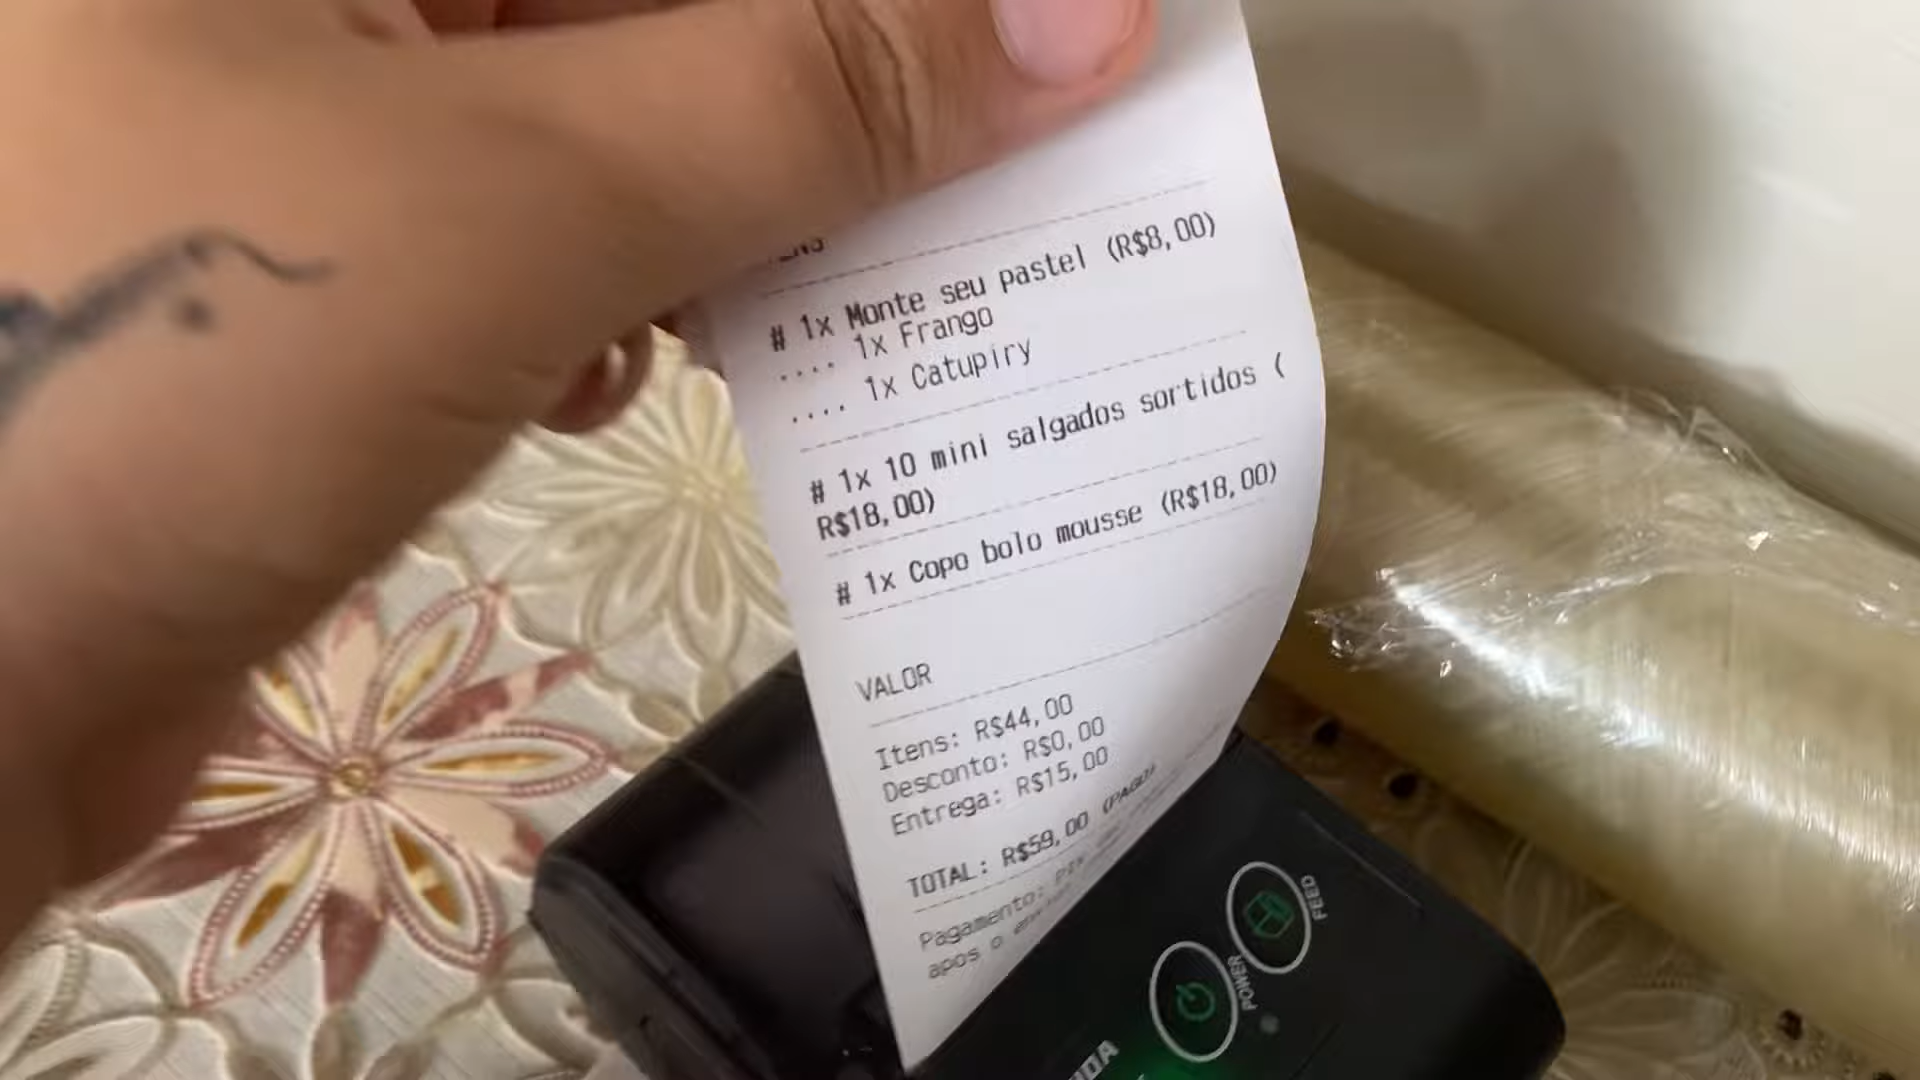 # 1x Monte seu pastel (R$8,00)
.... 1x Frango
.... 1x Catupiry
# 1x 10 mini salgados sortidos (
R$18,00)
# 1x Copo bolo mousse (R$18,00)
VALOR
Itens: R$44,00
Desconto: R$0,00
Entrega: R$15,00
TOTAL: R$59,00 (PAGO)
Pagamento: Pix
apos o
FEED
POWER